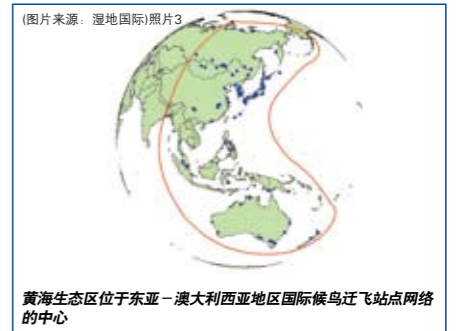 (图片来源：湿地国际)照片3
黄海生态区位于东亚－澳大利西亚地区国际候鸟迁飞站点网络
的中心